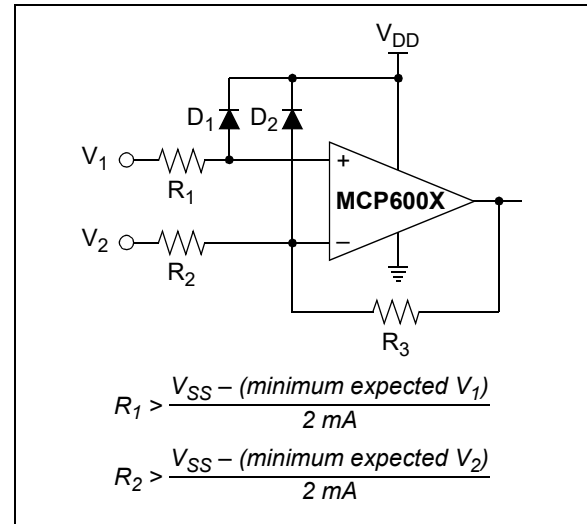 V_DD
D_1 D_2
V_1
R_1
+
MCP600X
V_2
R_2
–
R_3
R_1 > V_SS – (minimum expected V_1) / 2 mA
R_2 > V_SS – (minimum expected V_2) / 2 mA